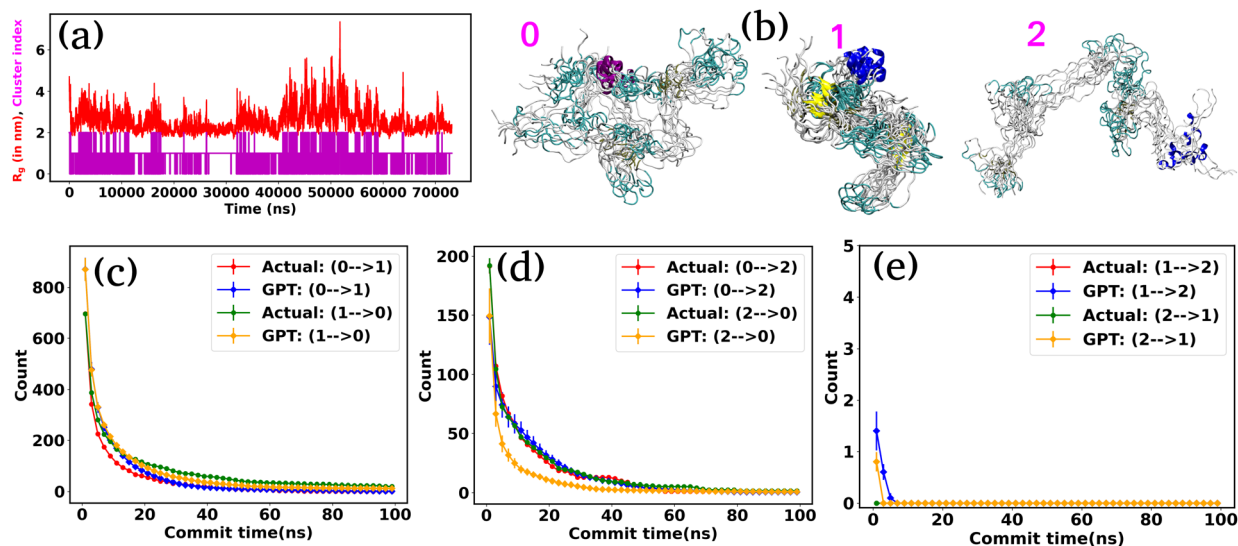 (a)
R_g (in nm), Cluster index
6
4
2
0
0 10000 20000 30000 40000 50000 60000 70000
Time (ns)
(b)
0
1
2
(c)
Actual: (0-->1)
GPT: (0-->1)
Actual: (1-->0)
GPT: (1-->0)
Count
800
600
400
200
0
0 20 40 60 80 100
Commit time(ns)
(d)
Actual: (0-->2)
GPT: (0-->2)
Actual: (2-->0)
GPT: (2-->0)
Count
200
150
100
50
0
0 20 40 60 80 100
Commit time(ns)
(e)
Actual: (1-->2)
GPT: (1-->2)
Actual: (2-->1)
GPT: (2-->1)
Count
5
4
3
2
1
0
0 20 40 60 80 100
Commit time(ns)